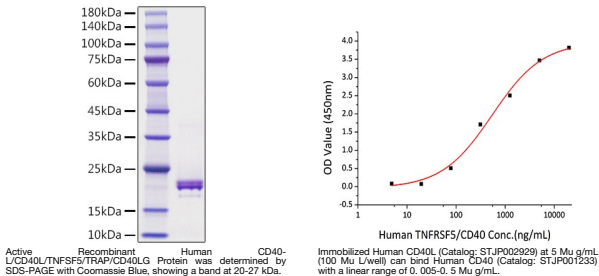 180kDa
140kDa
100kDa
75kDa
60kDa
45kDa
35kDa
25kDa
15kDa
10kDa
Active Recombinant Human CD40-
L/CD40L/TNFSF5/TRAP/CD40LG Protein was determined by
SDS-PAGE with Coomassie Blue, showing a band at 20-27 kDa.
OD Value (450nm)
4.0
3.5
3.0
2.5
2.0
1.5
1.0
0.5
0.0
-0.5
1
10
100
1000
10000
Human TNFRSF5/CD40 Conc.(ng/mL)
Immobilized Human CD40L (Catalog: STJP002929) at 5 Mu g/mL
(100 Mu L/well) can bind Human CD40 (Catalog: STJP001233)
with a linear range of 0. 005-0. 5 Mu g/mL.